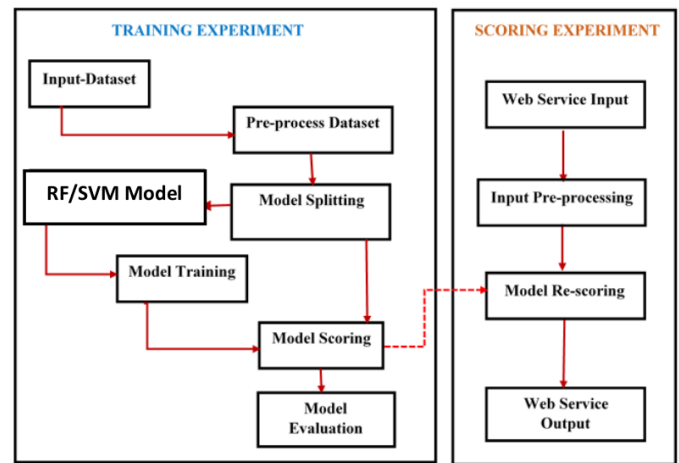 TRAINING EXPERIMENT
Input-Dataset
Pre-process Dataset
RF/SVM Model
Model Splitting
Model Training
Model Scoring
Model
Evaluation
SCORING EXPERIMENT
Web Service Input
Input Pre-processing
Model Re-scoring
Web Service
Output